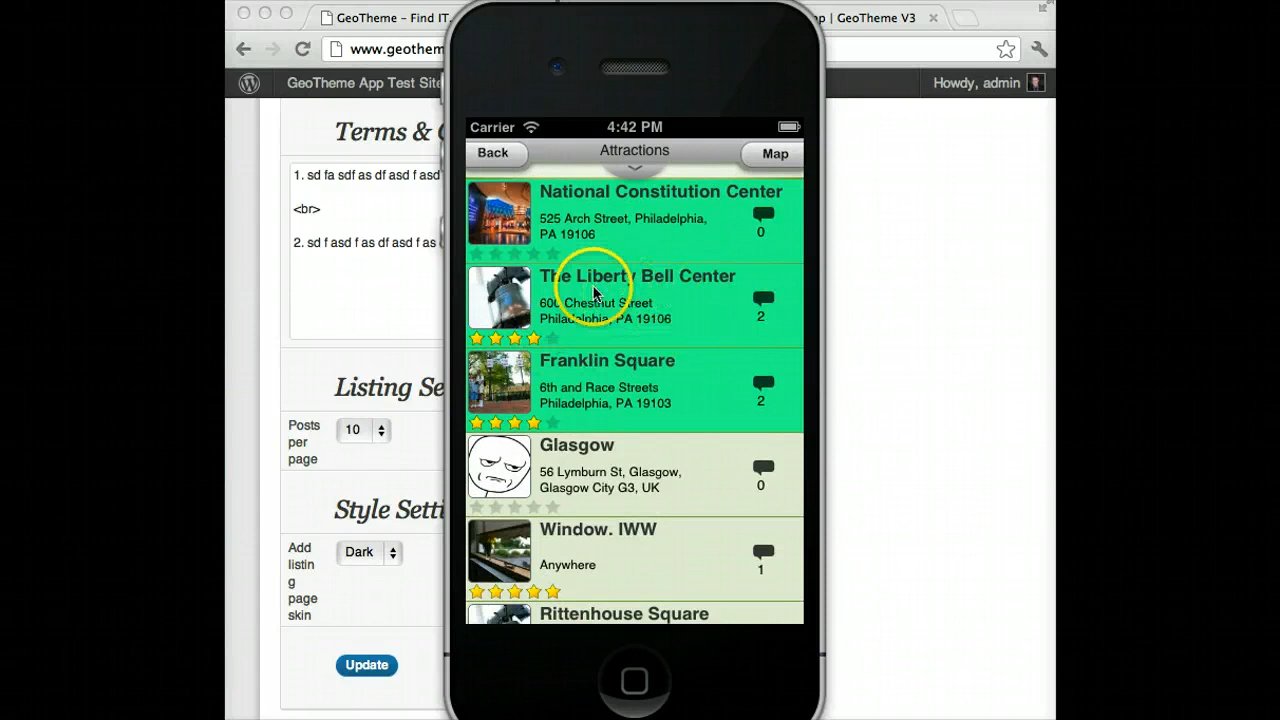 GeoTheme – Find IT.
p | GeoTheme V3
www.geothem
GeoTheme App Test Site
Howdy, admin
Terms & C
1. sd fa sdf as df asd f asd
<br>
2. sd f asd f as df asd f as
Listing Se
Posts
per
page
10
Style Setti
Add
listin
g
page
skin
Dark
Update
Carrier
4:42 PM
Back
Attractions
Map
National Constitution Center
525 Arch Street, Philadelphia,
PA 19106
0
The Liberty Bell Center
600 Chestnut Street
Philadelphia, PA 19106
2
Franklin Square
6th and Race Streets
Philadelphia, PA 19103
2
Glasgow
56 Lymburn St, Glasgow,
Glasgow City G3, UK
0
Window. IWW
Anywhere
1
Rittenhouse Square